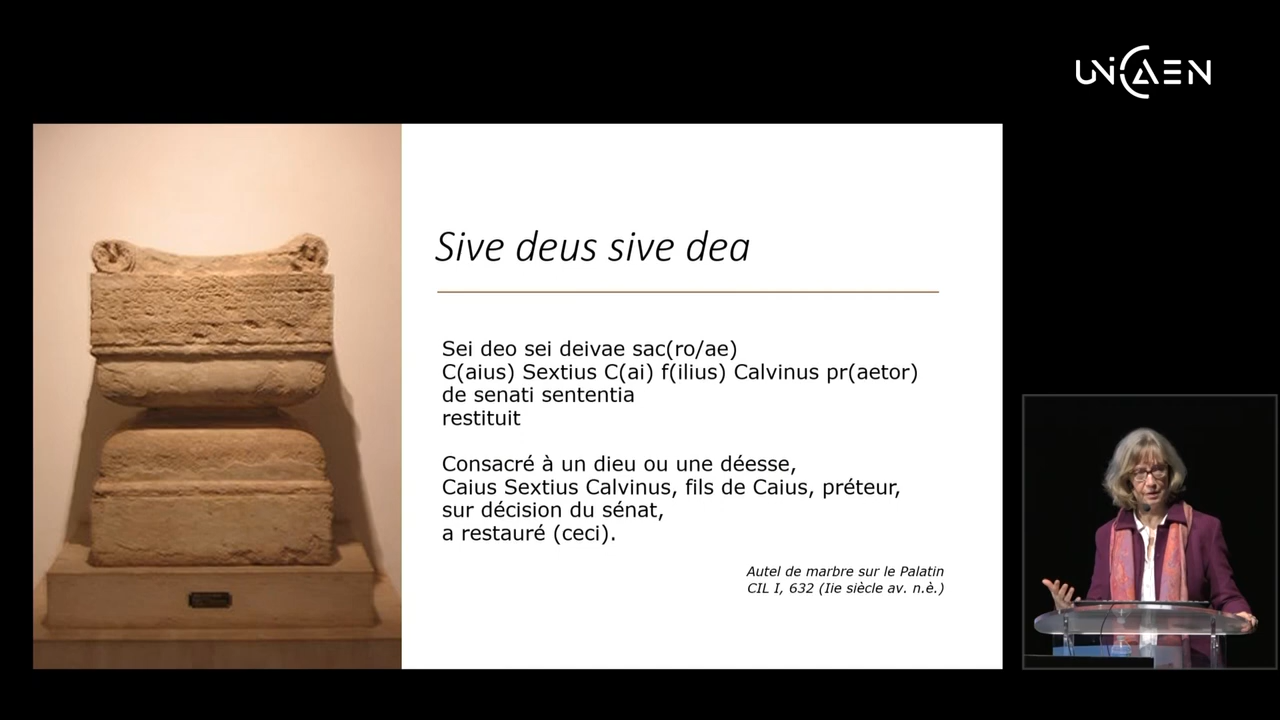 UNICAEN
Sive deus sive dea
Sei deo sei deivae sac(ro/ae)
C(aius) Sextius C(ai) f(ilius) Calvinus pr(aetor)
de senati sententia
restituit
Consacré à un dieu ou une déesse,
Caius Sextius Calvinus, fils de Caius, préteur,
sur décision du sénat,
a restauré (ceci).
Autel de marbre sur le Palatin
CIL I, 632 (Iie siècle av. n.è.)